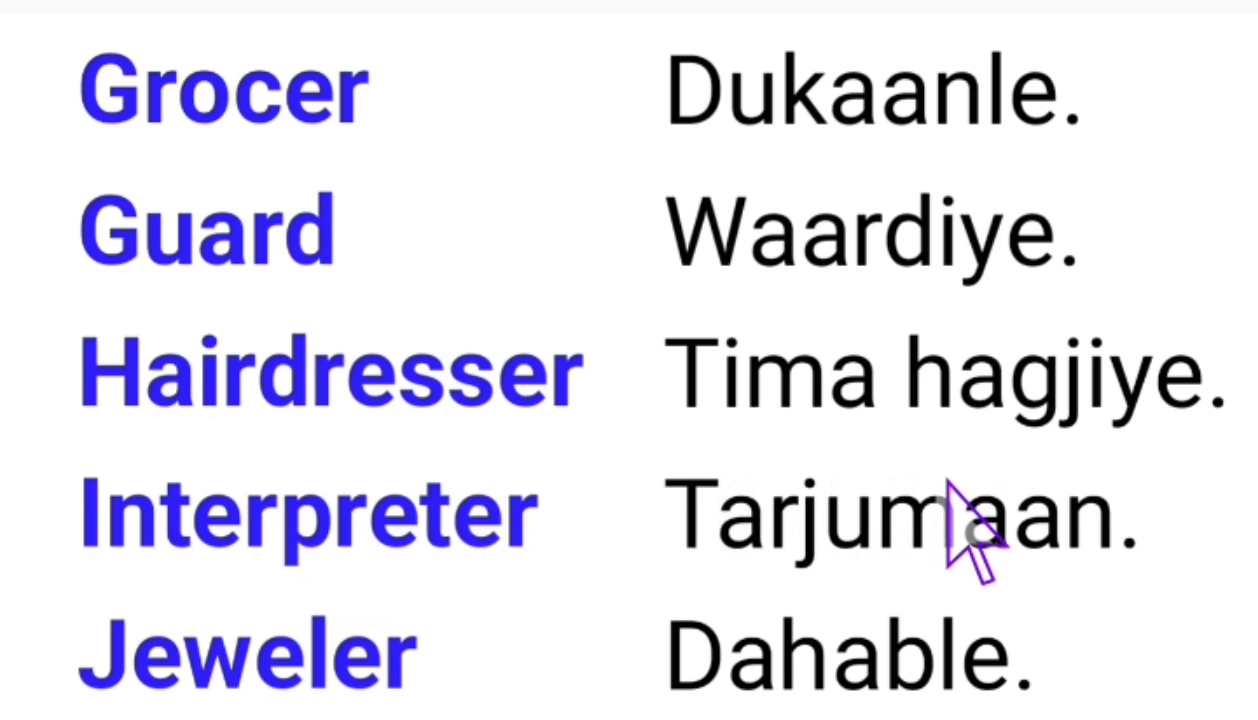 Grocer Dukaanle.
Guard Waardiye.
Hairdresser Tima hagjiye.
Interpreter Tarjumaan.
Jeweler Dahable.